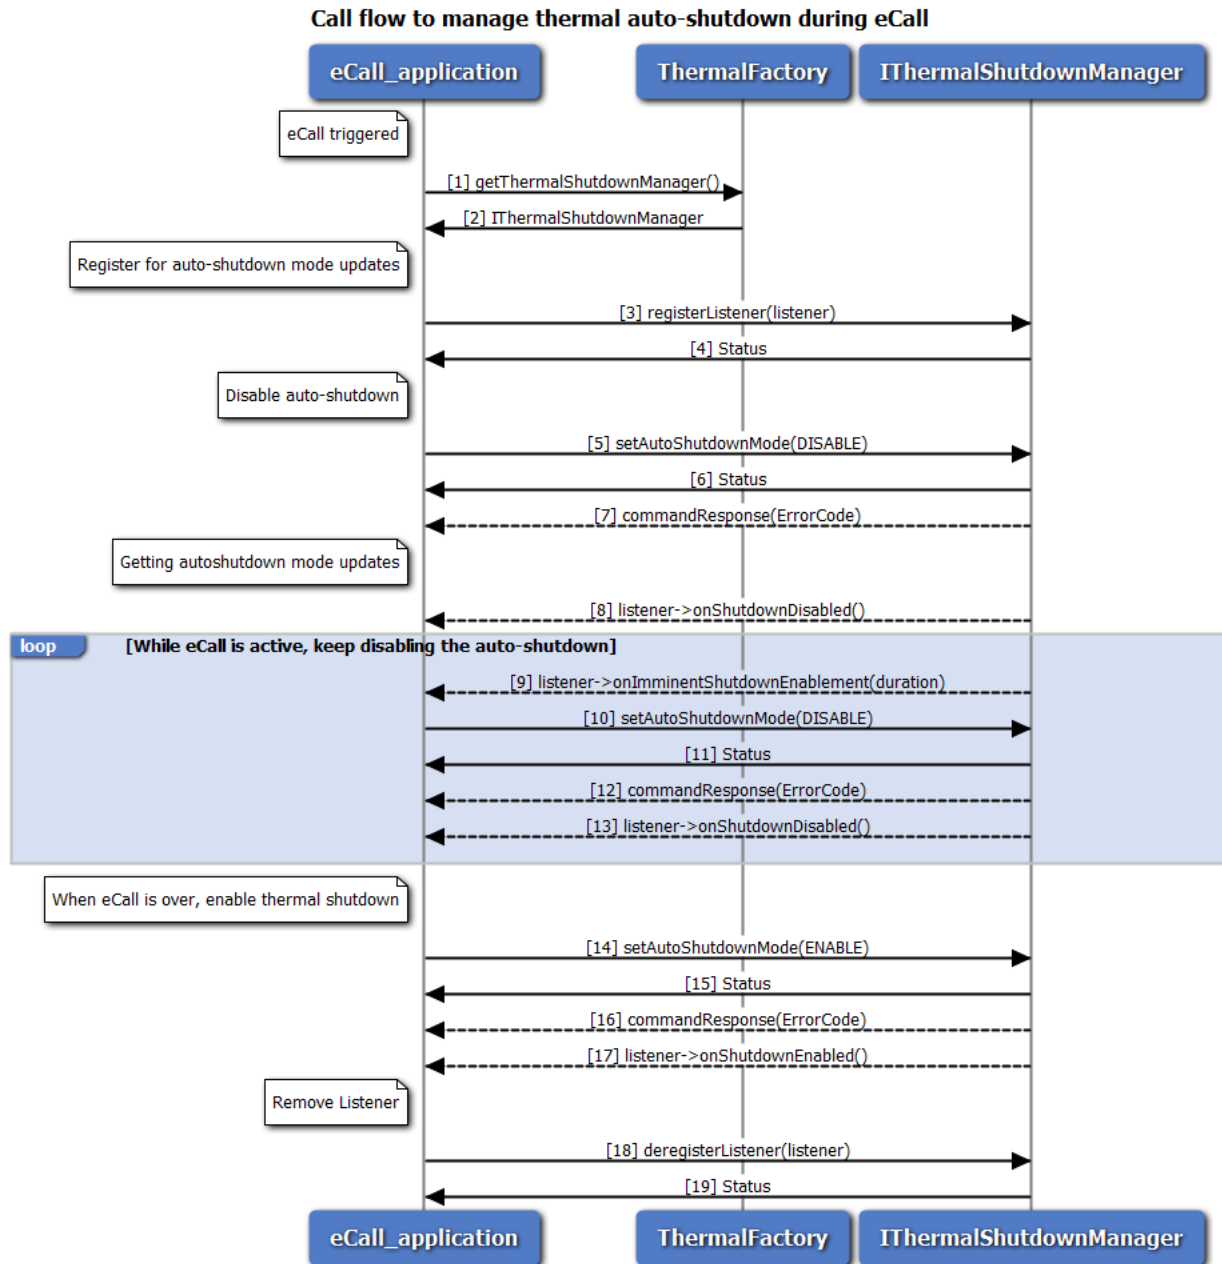 Call flow to manage thermal auto-shutdown during eCall
eCall_application
ThermalFactory
IThermalShutdownManager
eCall triggered
[1] getThermalShutdownManager()
[2] IThermalShutdownManager
Register for auto-shutdown mode updates
[3] registerListener(listener)
[4] Status
Disable auto-shutdown
[5] setAutoShutdownMode(DISABLE)
[6] Status
[7] commandResponse(ErrorCode)
Getting autoshutdown mode updates
[8] listener->onShutdownDisabled()
loop
[While eCall is active, keep disabling the auto-shutdown]
[9] listener->onImminentShutdownEnablement(duration)
[10] setAutoShutdownMode(DISABLE)
[11] Status
[12] commandResponse(ErrorCode)
[13] listener->onShutdownDisabled()
When eCall is over, enable thermal shutdown
[14] setAutoShutdownMode(ENABLE)
[15] Status
[16] commandResponse(ErrorCode)
[17] listener->onShutdownEnabled()
Remove Listener
[18] deregisterListener(listener)
[19] Status
eCall_application
ThermalFactory
IThermalShutdownManager